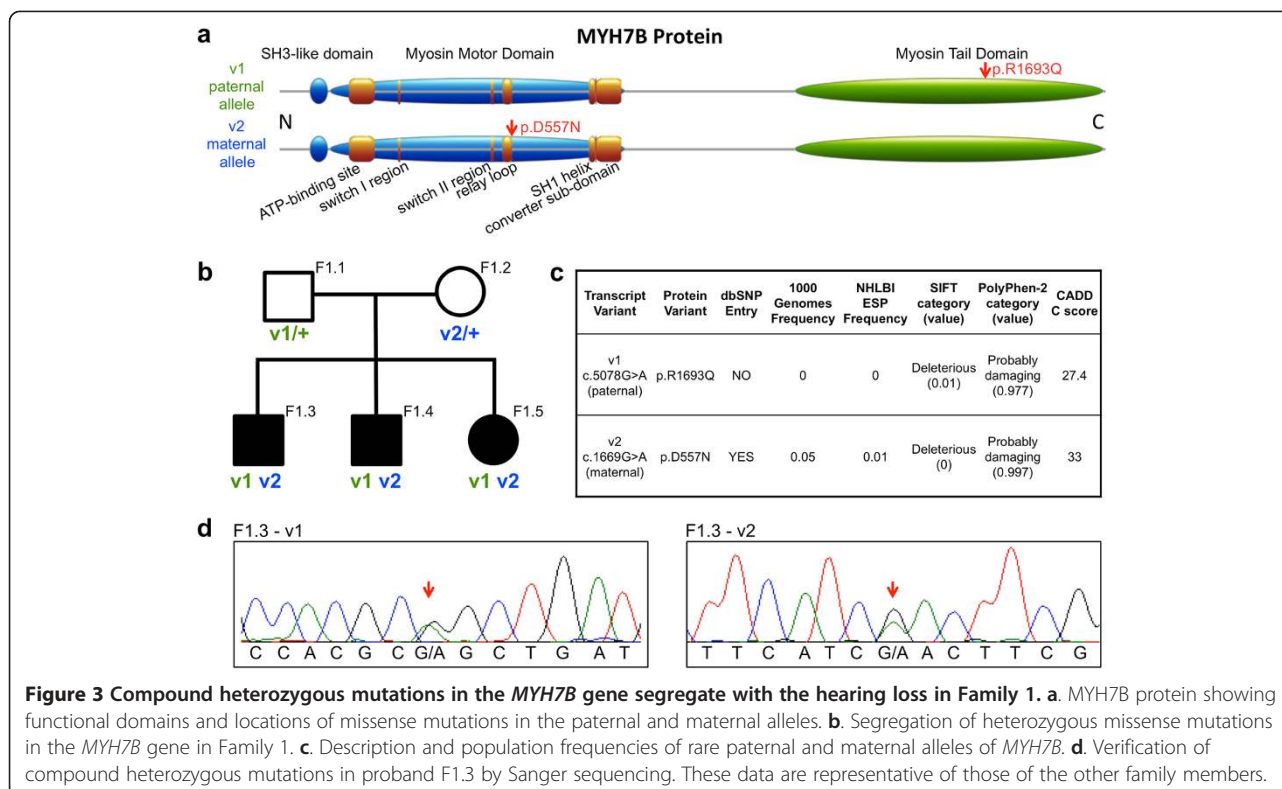 a
MYH7B Protein
SH3-like domain
Myosin Motor Domain
Myosin Tail Domain
v1
paternal
allele
p.R1693Q
N
C
v2
maternal
allele
p.D557N
ATP-binding site
switch I region
switch II region
relay loop
SH1 helix
converter sub-domain
b
F1.1
F1.2
v1/+
v2/+
F1.3
F1.4
F1.5
v1 v2
v1 v2
v1 v2
c
Transcript Variant
Protein Variant
dbSNP Entry
1000 Genomes Frequency
NHLBI ESP Frequency
SIFT category (value)
PolyPhen-2 category (value)
CADD C score
v1 c.5078G>A (paternal)
p.R1693Q
NO
0
0
Deleterious (0.01)
Probably damaging (0.977)
27.4
v2 c.1669G>A (maternal)
p.D557N
YES
0.05
0.01
Deleterious (0)
Probably damaging (0.997)
33
d
F1.3 - v1
C C A C G C G/A G C T G A T
F1.3 - v2
T T C A T C G/A A C T T C G
Figure 3 Compound heterozygous mutations in the MYH7B gene segregate with the hearing loss in Family 1. a. MYH7B protein showing
functional domains and locations of missense mutations in the paternal and maternal alleles. b. Segregation of heterozygous missense mutations
in the MYH7B gene in Family 1. c. Description and population frequencies of rare paternal and maternal alleles of MYH7B. d. Verification of
compound heterozygous mutations in proband F1.3 by Sanger sequencing. These data are representative of those of the other family members.